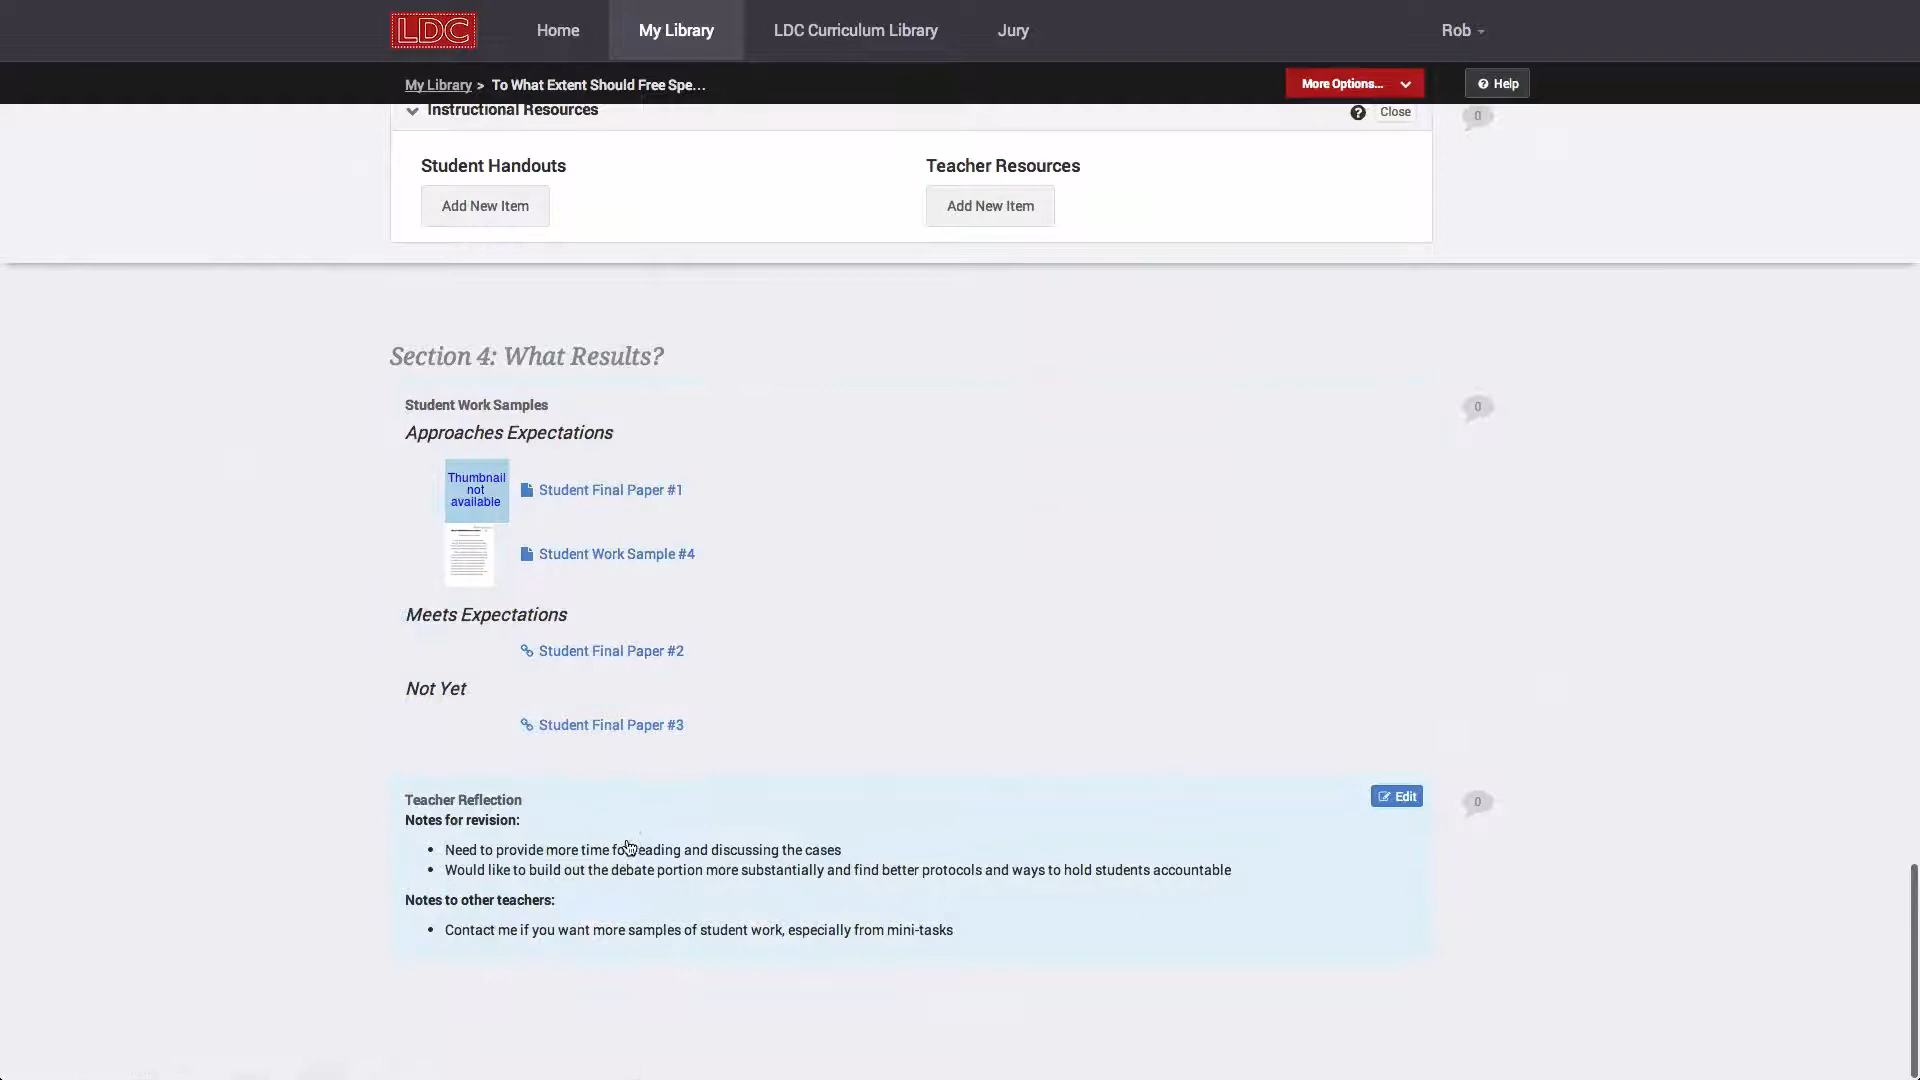 LDC
Home
My Library
LDC Curriculum Library
Jury
Rob
My Library > To What Extent Should Free Spe...
More Options...
Help
Instructional Resources
Close
0
Student Handouts
Teacher Resources
Add New Item
Add New Item
Section 4: What Results?
Student Work Samples
0
Approaches Expectations
Thumbnail
not
available
Student Final Paper #1
Student Work Sample #4
Meets Expectations
Student Final Paper #2
Not Yet
Student Final Paper #3
Teacher Reflection
Edit
0
Notes for revision:
• Need to provide more time for reading and discussing the cases
• Would like to build out the debate portion more substantially and find better protocols and ways to hold students accountable
Notes to other teachers:
• Contact me if you want more samples of student work, especially from mini-tasks